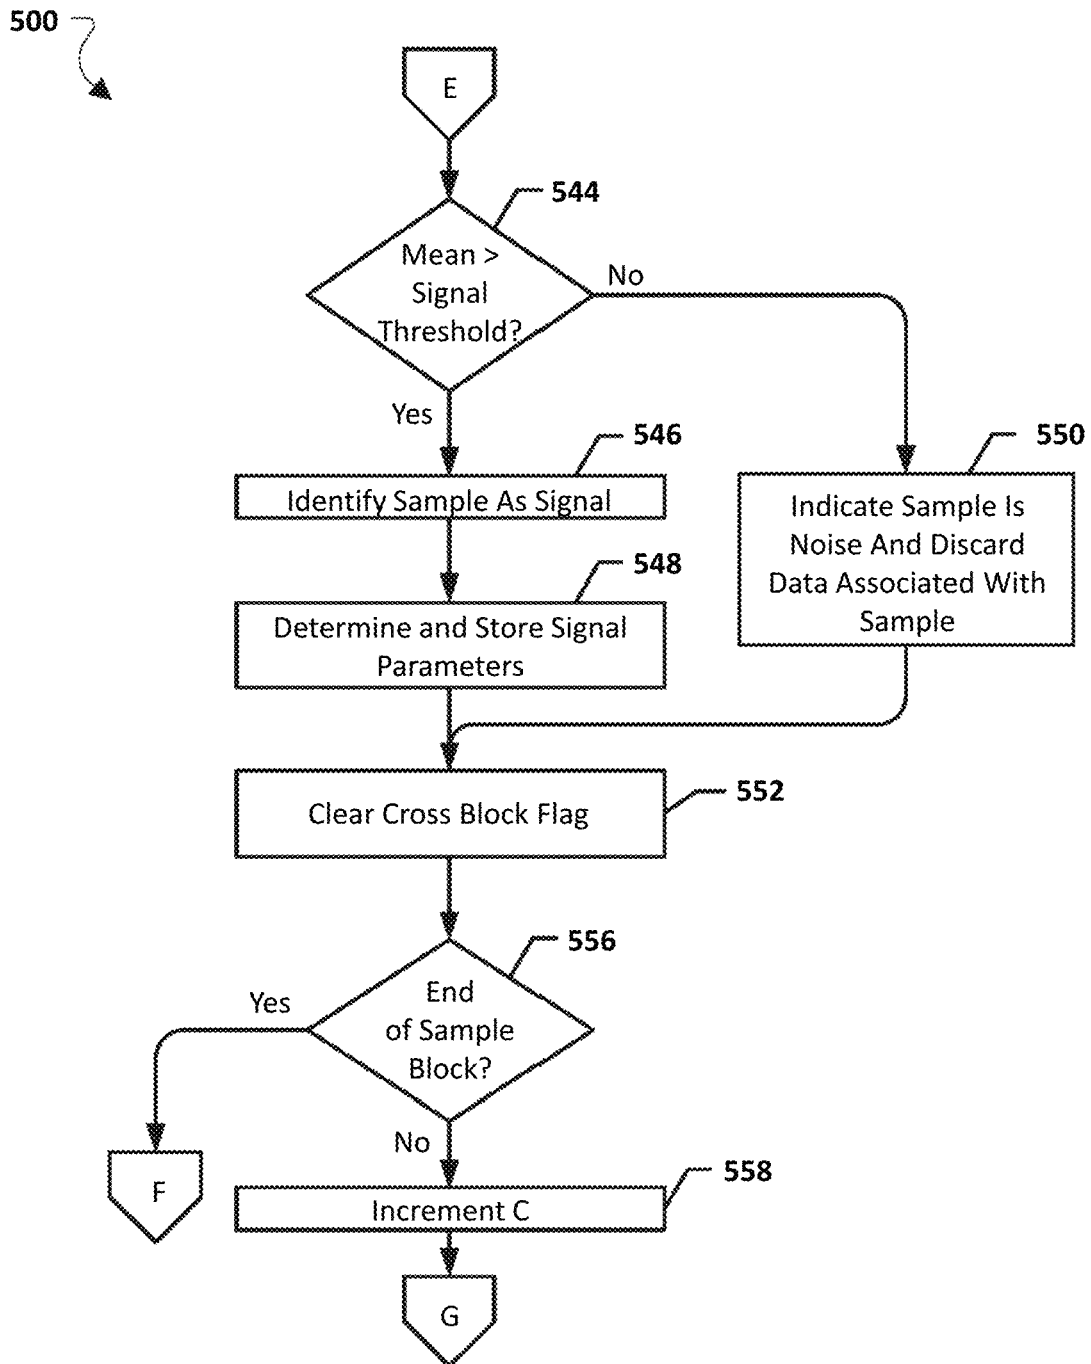 500
E
544
Mean >
Signal
Threshold?
No
Yes
546
Identify Sample As Signal
550
Indicate Sample Is
Noise And Discard
Data Associated With
Sample
548
Determine and Store Signal
Parameters
552
Clear Cross Block Flag
556
End
of Sample
Block?
Yes
No
F
558
Increment C
G